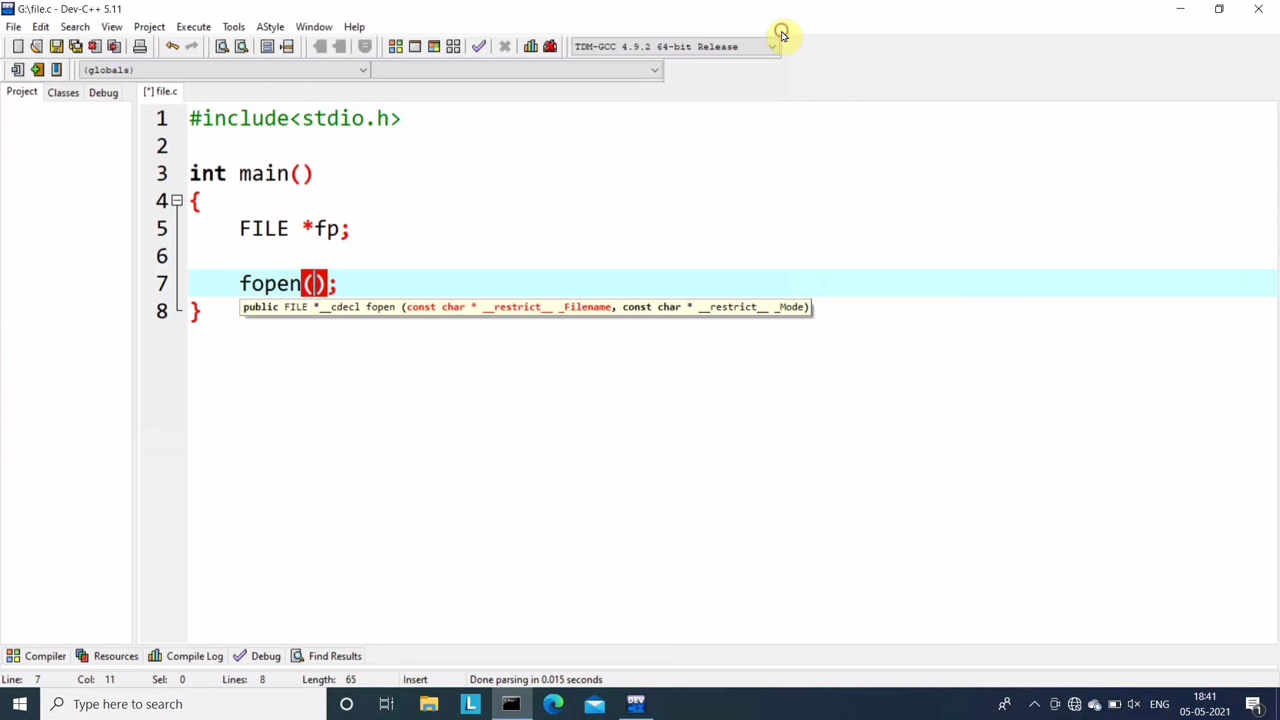 G:\file.c - Dev-C++ 5.11
File Edit Search View Project Execute Tools AStyle Window Help
TDM-GCC 4.9.2 64-bit Release
(globals)
Project Classes Debug [*] file.c
1 #include<stdio.h>
2
3 int main()
4 {
5 FILE *fp;
6
7 fopen();
public FILE *__cdecl fopen (const char * __restrict__ _Filename, const char * __restrict__ _Mode)
8 }
Compiler Resources Compile Log Debug Find Results
Line: 7 Col: 11 Sel: 0 Lines: 8 Length: 65 Insert Done parsing in 0.015 seconds
Type here to search L DEV ENG 18:41
05-05-2021 1